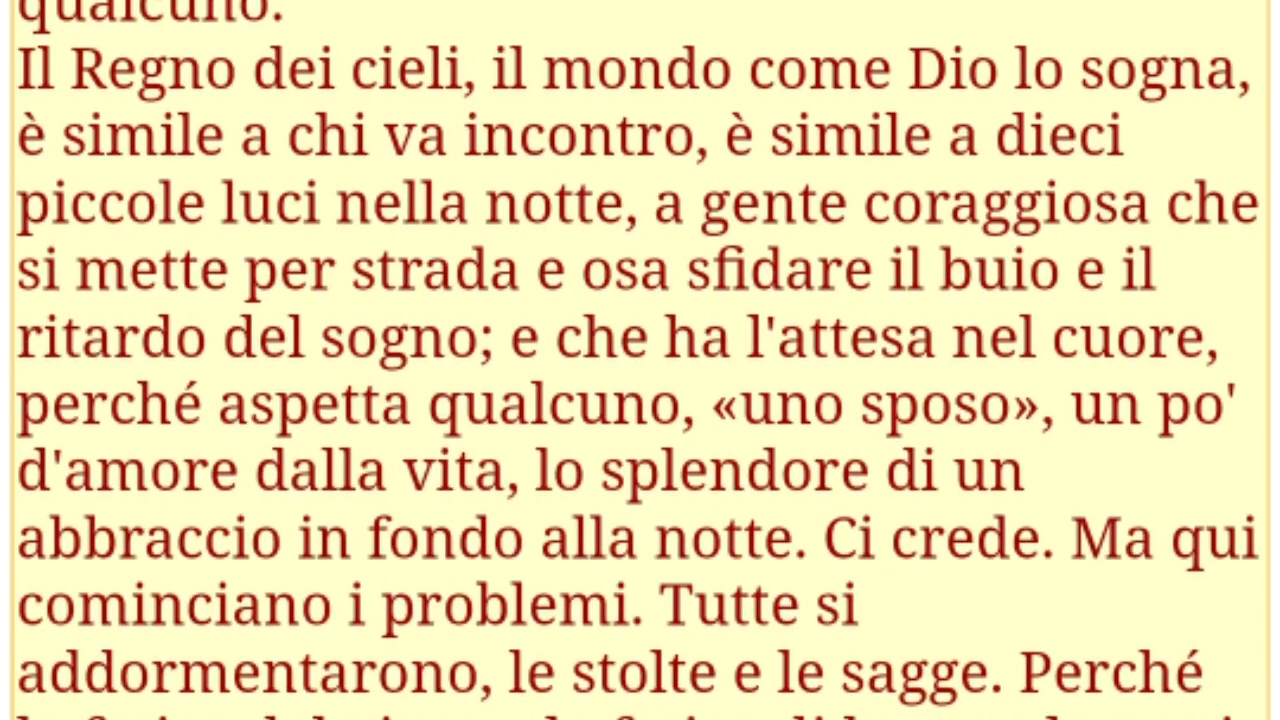 qualcuno.
Il Regno dei cieli, il mondo come Dio lo sogna,
è simile a chi va incontro, è simile a dieci
piccole luci nella notte, a gente coraggiosa che
si mette per strada e osa sfidare il buio e il
ritardo del sogno; e che ha l'attesa nel cuore,
perché aspetta qualcuno, «uno sposo», un po'
d'amore dalla vita, lo splendore di un
abbraccio in fondo alla notte. Ci crede. Ma qui
cominciano i problemi. Tutte si
addormentarono, le stolte e le sagge. Perché